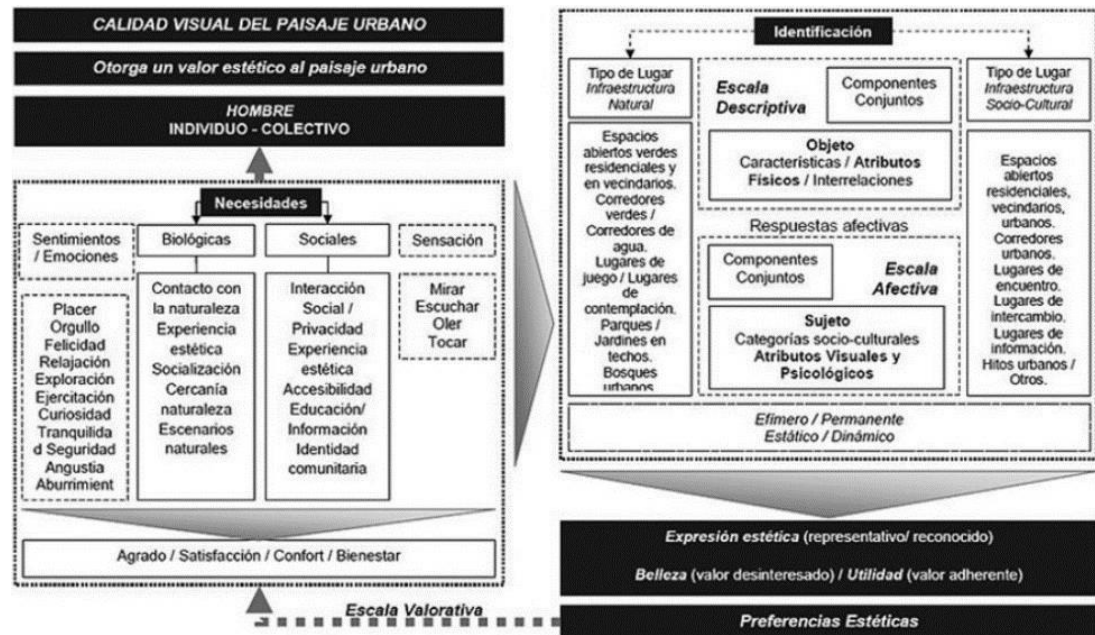 CALIDAD VISUAL DEL PAISAJE URBANO
Otorga un valor estético al paisaje urbano
HOMBRE
INDIVIDUO - COLECTIVO
Necesidades
Sentimientos
/ Emociones
Biológicas
Sociales
Sensación
Placer
Orgullo
Felicidad
Relajación
Exploración
Ejercitación
Curiosidad
Tranquilida
d Seguridad
Angustia
Aburrimient
Contacto con
la naturaleza
Experiencia
estética
Socialización
Cercanía
naturaleza
Escenarios
naturales
Interacción
Social /
Privacidad
Experiencia
estética
Accesibilidad
Educación/
Información
Identidad
comunitaria
Mirar
Escuchar
Oler
Tocar
Agrado / Satisfacción / Confort / Bienestar
Identificación
Tipo de Lugar
Infraestructura
Natural
Espacios
abiertos verdes
residenciales y
en vecindarios.
Corredores
verdes /
Corredores de
agua.
Lugares de
juego / Lugares
de
contemplación.
Parques /
Jardines en
techos.
Bosques
urbanos
Escala
Descriptiva
Componentes
Conjuntos
Objeto
Características / Atributos
Físicos / Interrelaciones
Respuestas afectivas
Componentes
Conjuntos
Escala
Afectiva
Sujeto
Categorías socio-culturales
Atributos Visuales y
Psicológicos
Tipo de Lugar
Infraestructura
Socio-Cultural
Espacios
abiertos
residenciales,
vecindarios,
urbanos.
Corredores
urbanos.
Lugares de
encuentro.
Lugares de
intercambio.
Lugares de
información.
Hitos urbanos /
Otros.
Efímero / Permanente
Estático / Dinámico
Expresión estética (representativo/ reconocido)
Belleza (valor desinteresado) / Utilidad (valor adherente)
Preferencias Estéticas
Escala Valorativa